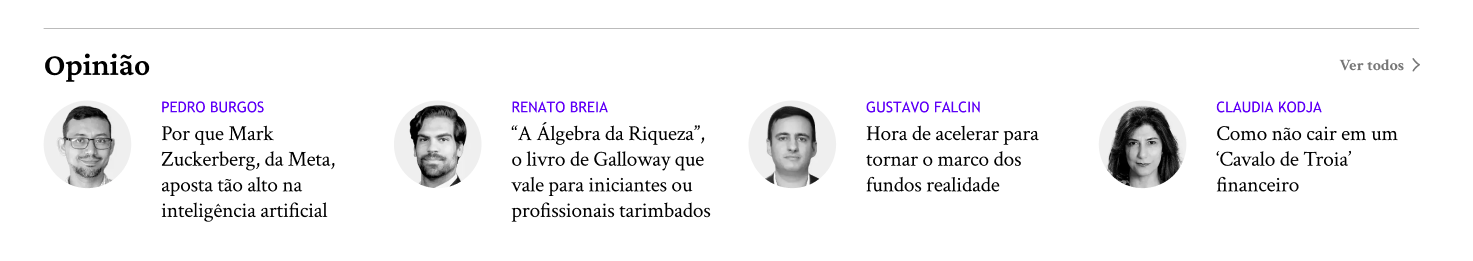 Opinião
Ver todos
PEDRO BURGOS
Por que Mark
Zuckerberg, da Meta,
aposta tão alto na
inteligência artificial
RENATO BREIA
“A Álgebra da Riqueza”,
o livro de Galloway que
vale para iniciantes ou
profissionais tarimbados
GUSTAVO FALCIN
Hora de acelerar para
tornar o marco dos
fundos realidade
CLAUDIA KODJA
Como não cair em um
‘Cavalo de Troia’
financeiro